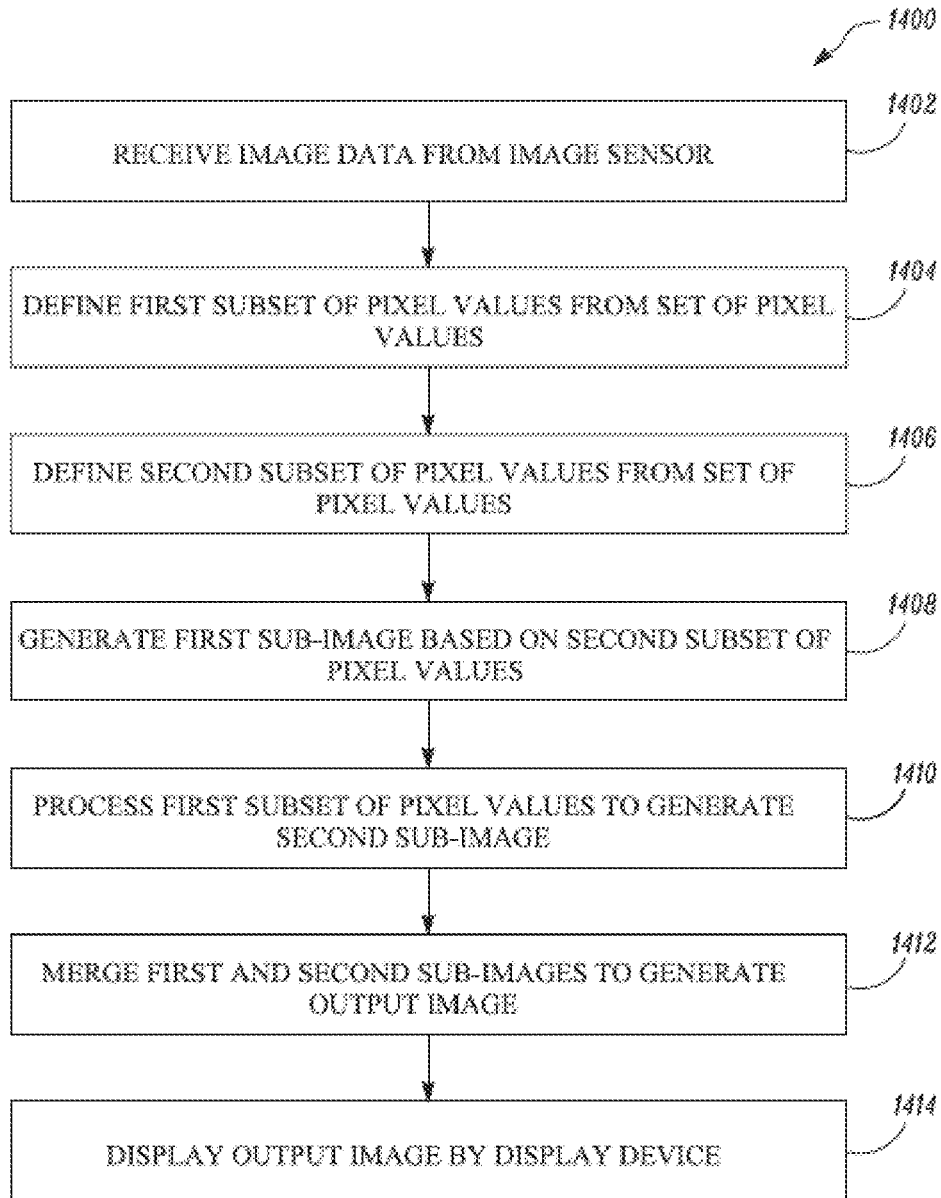 1400
1402
RECEIVE IMAGE DATA FROM IMAGE SENSOR
1404
DEFINE FIRST SUBSET OF PIXEL VALUES FROM SET OF PIXEL
VALUES
1406
DEFINE SECOND SUBSET OF PIXEL VALUES FROM SET OF
PIXEL VALUES
1408
GENERATE FIRST SUB-IMAGE BASED ON SECOND SUBSET OF
PIXEL VALUES
1410
PROCESS FIRST SUBSET OF PIXEL VALUES TO GENERATE
SECOND SUB-IMAGE
1412
MERGE FIRST AND SECOND SUB-IMAGES TO GENERATE
OUTPUT IMAGE
1414
DISPLAY OUTPUT IMAGE BY DISPLAY DEVICE